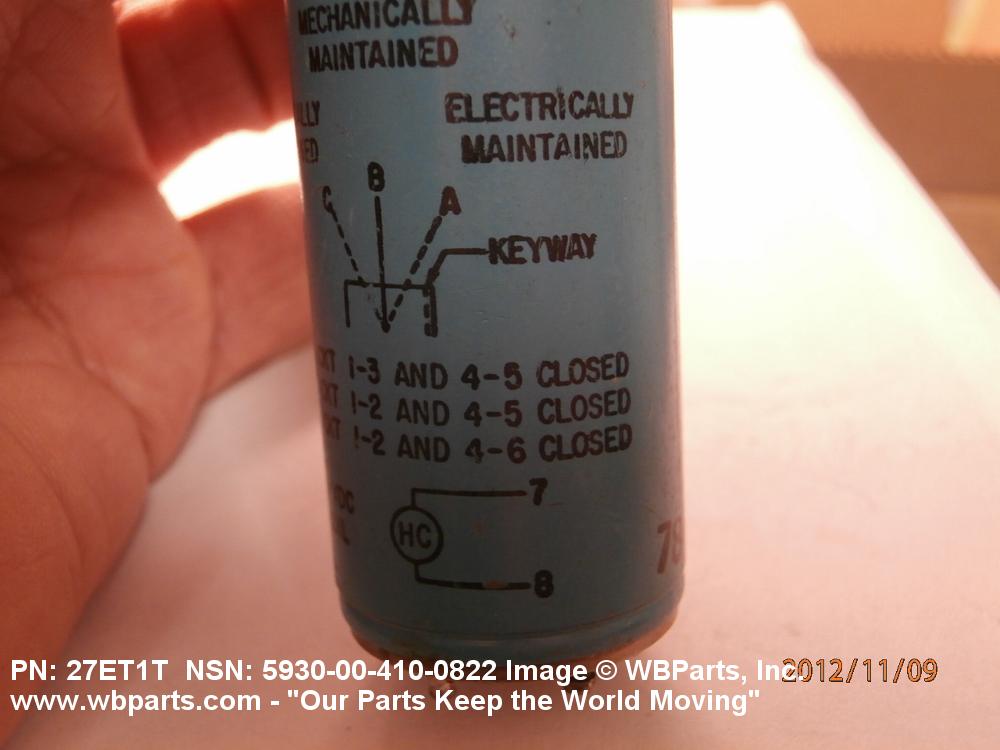 MECHANICALLY
MAINTAINED
ELECTRICALLY
MAINTAINED
C B A
KEYWAY
1-3 AND 4-5 CLOSED
1-2 AND 4-5 CLOSED
1-2 AND 4-6 CLOSED
7
HC
78
8
PN: 27ET1T NSN: 5930-00-410-0822 Image © WBParts, Inc.
2012/11/09
www.wbparts.com - "Our Parts Keep the World Moving"